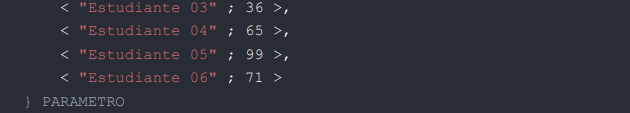 < "Estudiante 03" ; 36 >,
< "Estudiante 04" ; 65 >,
< "Estudiante 05" ; 99 >,
< "Estudiante 06" ; 71 >
} PARAMETRO